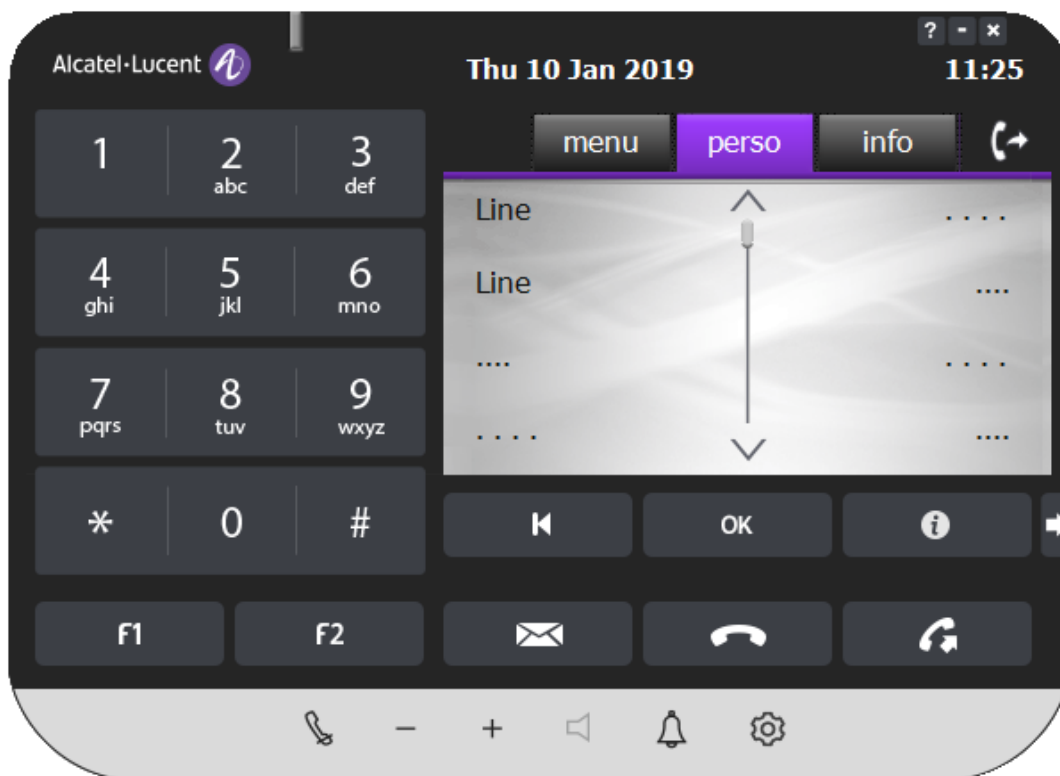 ? - ×
Alcatel·Lucent
Thu 10 Jan 2019 11:25
menu perso info
1 2 3
abc def
4 5 6
ghi jkl mno
7 8 9
pqrs tuv wxyz
* 0 #
Line . . . .
Line ....
.... . . . .
. . . . ....
OK
F1 F2
- +